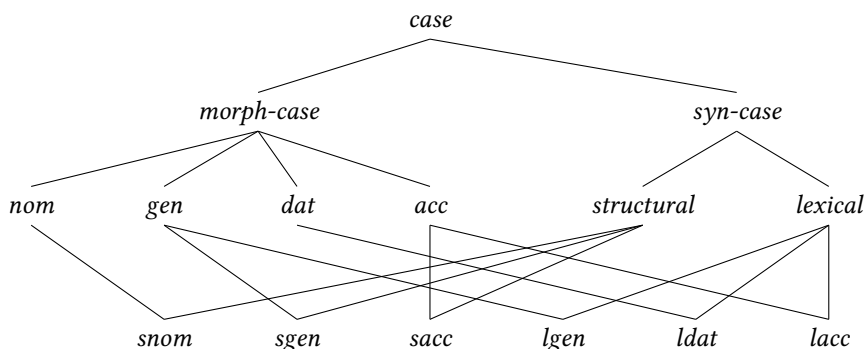 case
morph-case syn-case
nom gen dat acc structural lexical
snom sgen sacc lgen ldat lacc